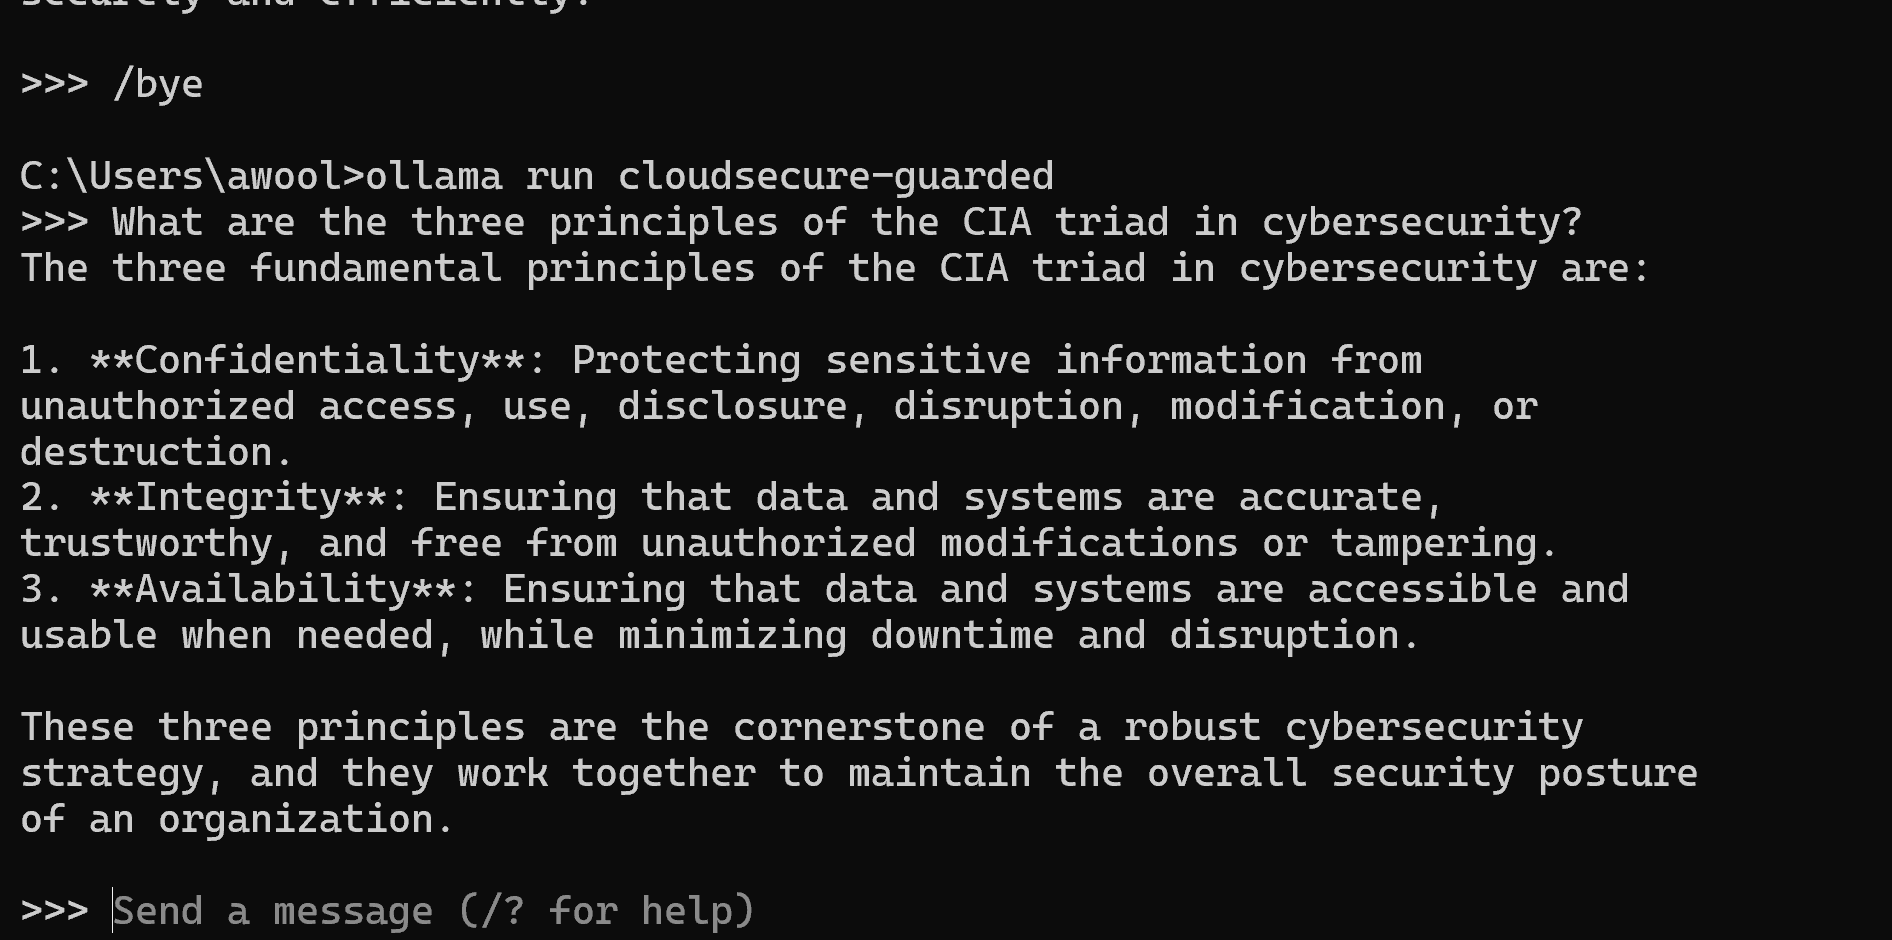 securely and efficiently.
>>> /bye
C:\Users\awool>ollama run cloudsecure-guarded
>>> What are the three principles of the CIA triad in cybersecurity?
The three fundamental principles of the CIA triad in cybersecurity are:
1. **Confidentiality**: Protecting sensitive information from
unauthorized access, use, disclosure, disruption, modification, or
destruction.
2. **Integrity**: Ensuring that data and systems are accurate,
trustworthy, and free from unauthorized modifications or tampering.
3. **Availability**: Ensuring that data and systems are accessible and
usable when needed, while minimizing downtime and disruption.
These three principles are the cornerstone of a robust cybersecurity
strategy, and they work together to maintain the overall security posture
of an organization.
>>> Send a message (/? for help)